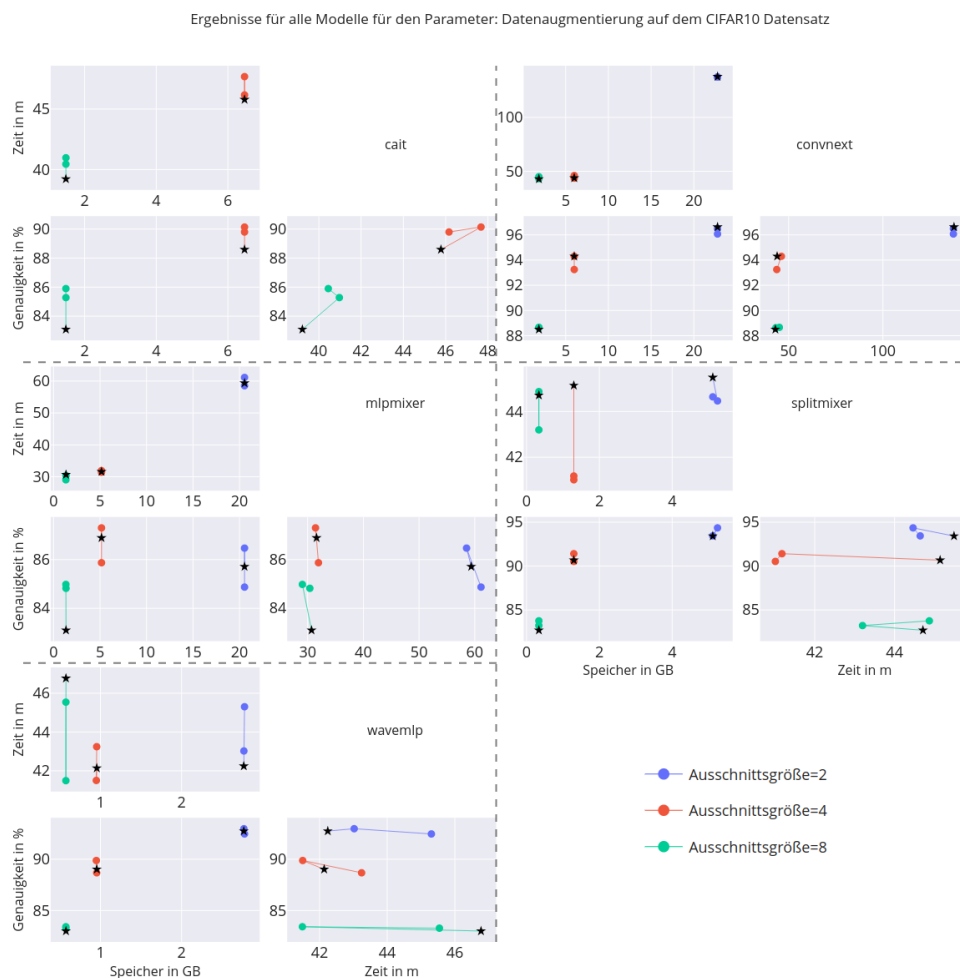 Ergebnisse für alle Modelle für den Parameter: Datenaugmentierung auf dem CIFAR10 Datensatz
Zeit in m
45
40
2 4 6
cait
100
50
5 10 15 20
convnext
Genauigkeit in %
90
88
86
84
2 4 6
90
88
86
84
40 42 44 46 48
96
94
92
90
88
5 10 15 20
96
94
92
90
88
50 100
Zeit in m
60
50
40
30
0 5 10 15 20
mlpmixer
44
42
0 2 4
splitmixer
Genauigkeit in %
86
84
0 5 10 15 20
86
84
30 40 50 60
95
90
85
0 2 4
Speicher in GB
95
90
85
42 44
Zeit in m
Zeit in m
46
44
42
1 2
wavemlp
Ausschnittsgröße=2
Ausschnittsgröße=4
Ausschnittsgröße=8
Genauigkeit in %
90
85
1 2
Speicher in GB
90
85
42 44 46
Zeit in m